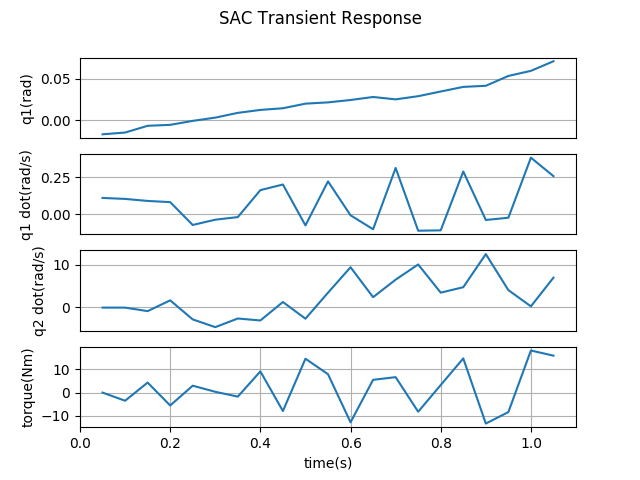 SAC Transient Response
q1(rad)
0.05
0.00
q1 dot(rad/s)
0.25
0.00
q2 dot(rad/s)
10
0
torque(Nm)
10
0
−10
0.0 0.2 0.4 0.6 0.8 1.0
time(s)